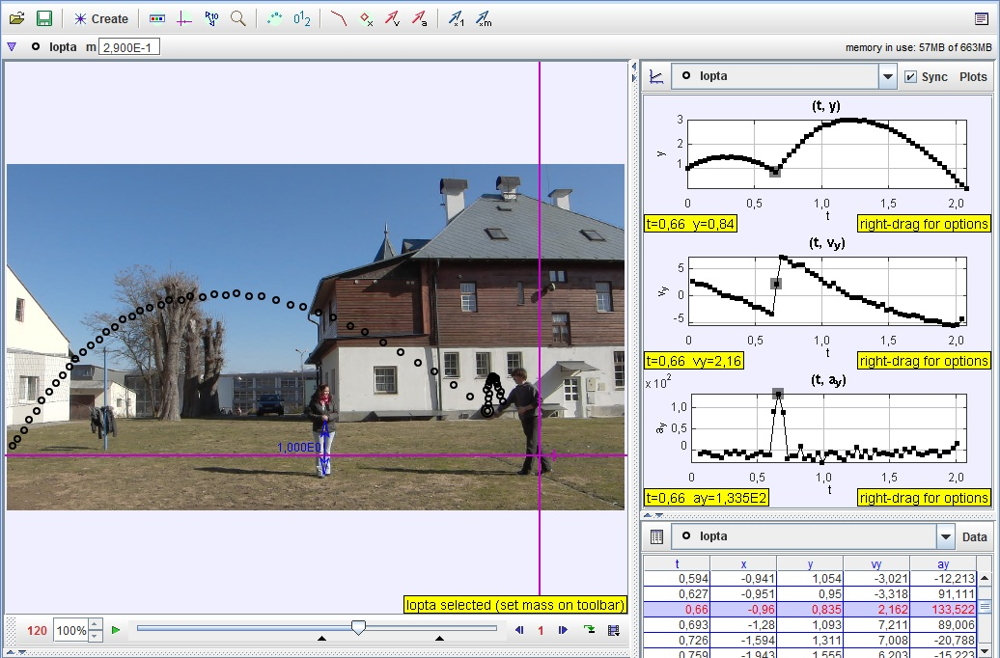 Create
lopta m 2,900E-1
memory in use: 57MB of 663MB
1,000E0
lopta selected (set mass on toolbar)
120 100% 1
lopta Sync Plots
(t, y)
3
2
1
y
0 0,5 1,0 1,5 2,0
t
t=0,66 y=0,84 right-drag for options
(t, vy)
5
0
-5
vy
0 0,5 1,0 1,5 2,0
t
t=0,66 vy=2,16 right-drag for options
(t, ay)
x 10²
1,0
0,5
0
ay
0 0,5 1,0 1,5 2,0
t
t=0,66 ay=1,335E2 right-drag for options
lopta Data
t x y vy ay
0,594 -0,941 1,054 -3,021 -12,213
0,627 -0,951 0,95 -3,318 91,111
0,66 -0,96 0,835 2,162 133,522
0,693 -1,28 1,093 7,211 89,006
0,726 -1,594 1,311 7,008 -20,788
0,759 -1,943 1,555 6,203 -15,223